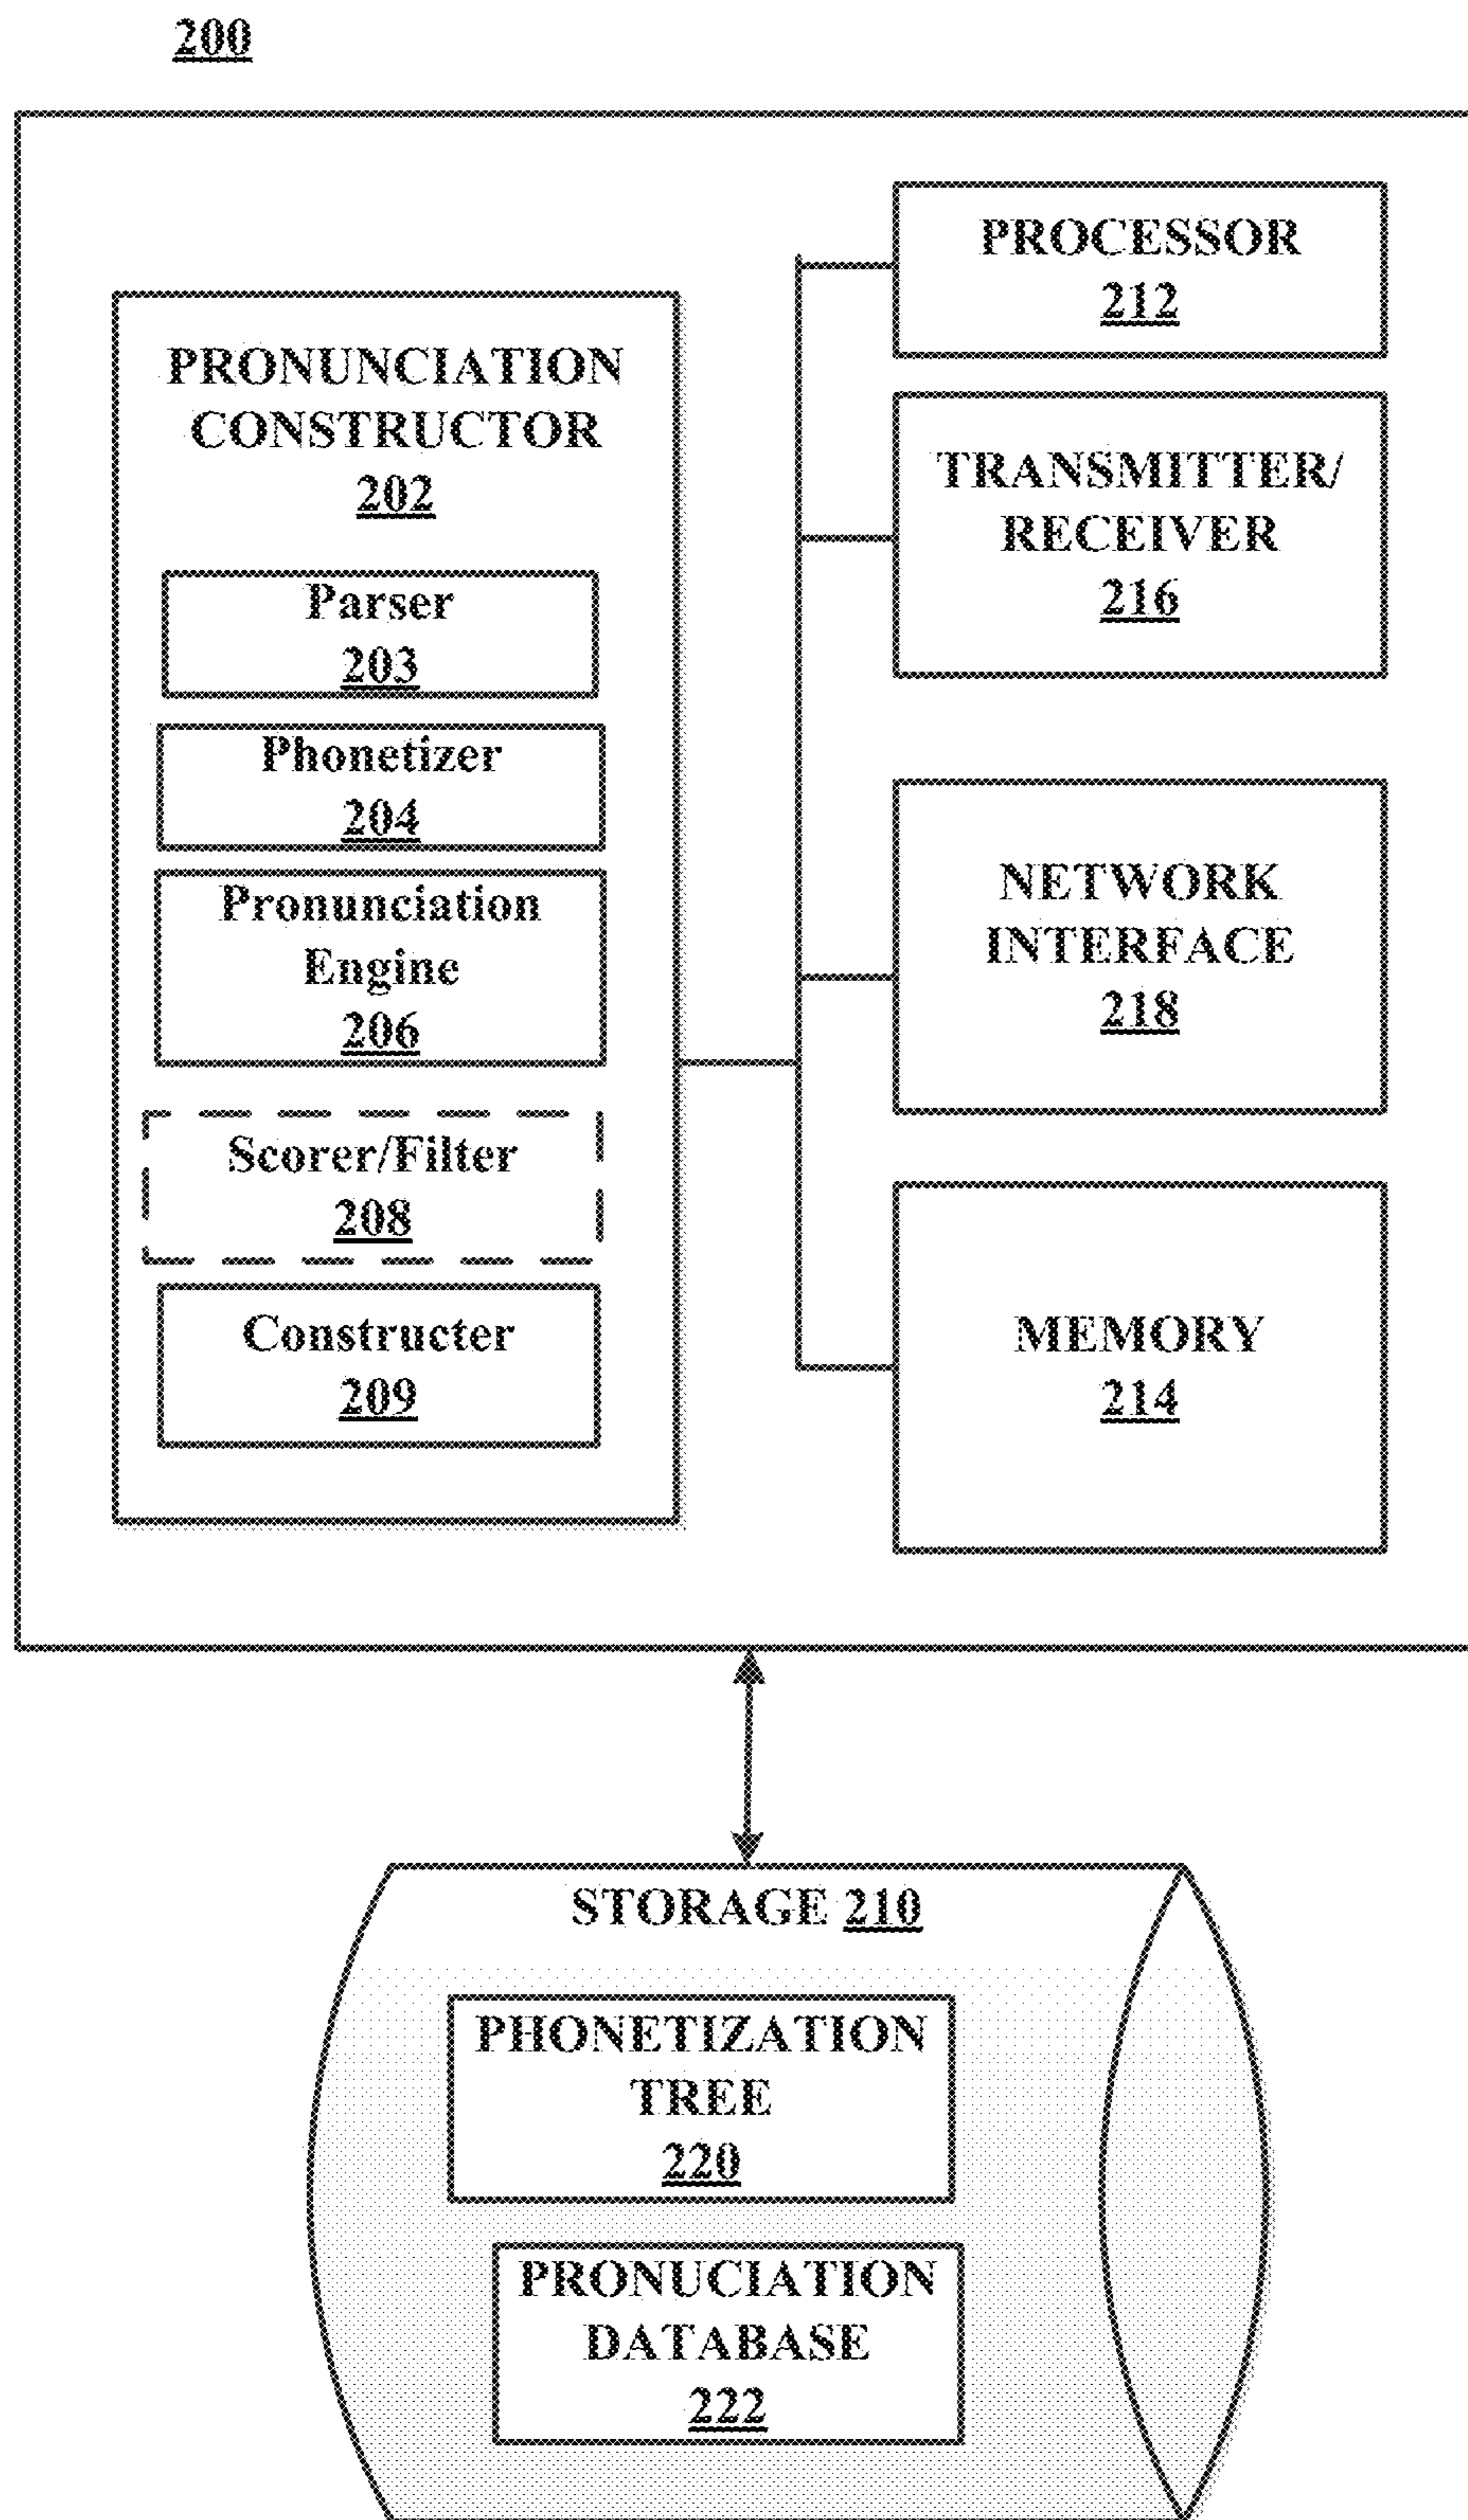 200
PRONUNCIATION
CONSTRUCTOR
202
Parser
203
Phonetizer
204
Pronunciation
Engine
206
Scorer/Filter
208
Constructer
209
PROCESSOR
212
TRANSMITTER/
RECEIVER
216
NETWORK
INTERFACE
218
MEMORY
214
STORAGE 210
PHONETIZATION
TREE
220
PRONUCIATION
DATABASE
222